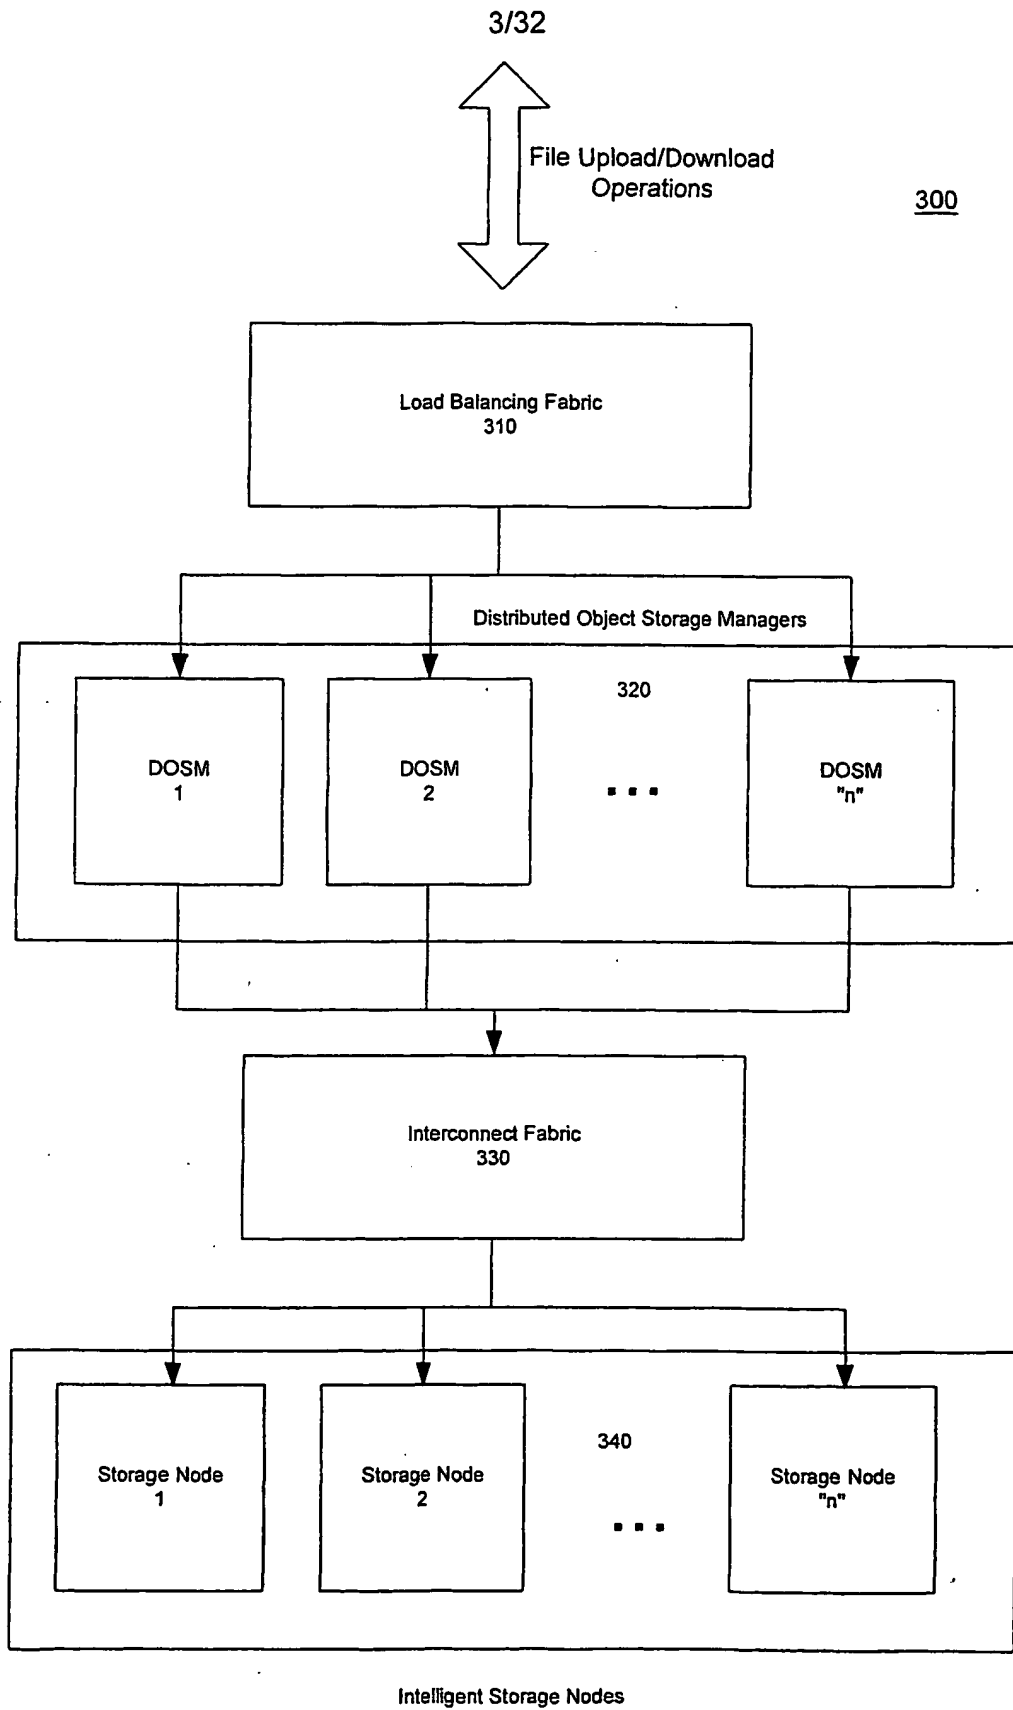 3/32
File Upload/Download
Operations
300
Load Balancing Fabric
310
Distributed Object Storage Managers
320
DOSM
1
DOSM
2
DOSM
"n"
Interconnect Fabric
330
340
Storage Node
1
Storage Node
2
Storage Node
"n"
Intelligent Storage Nodes